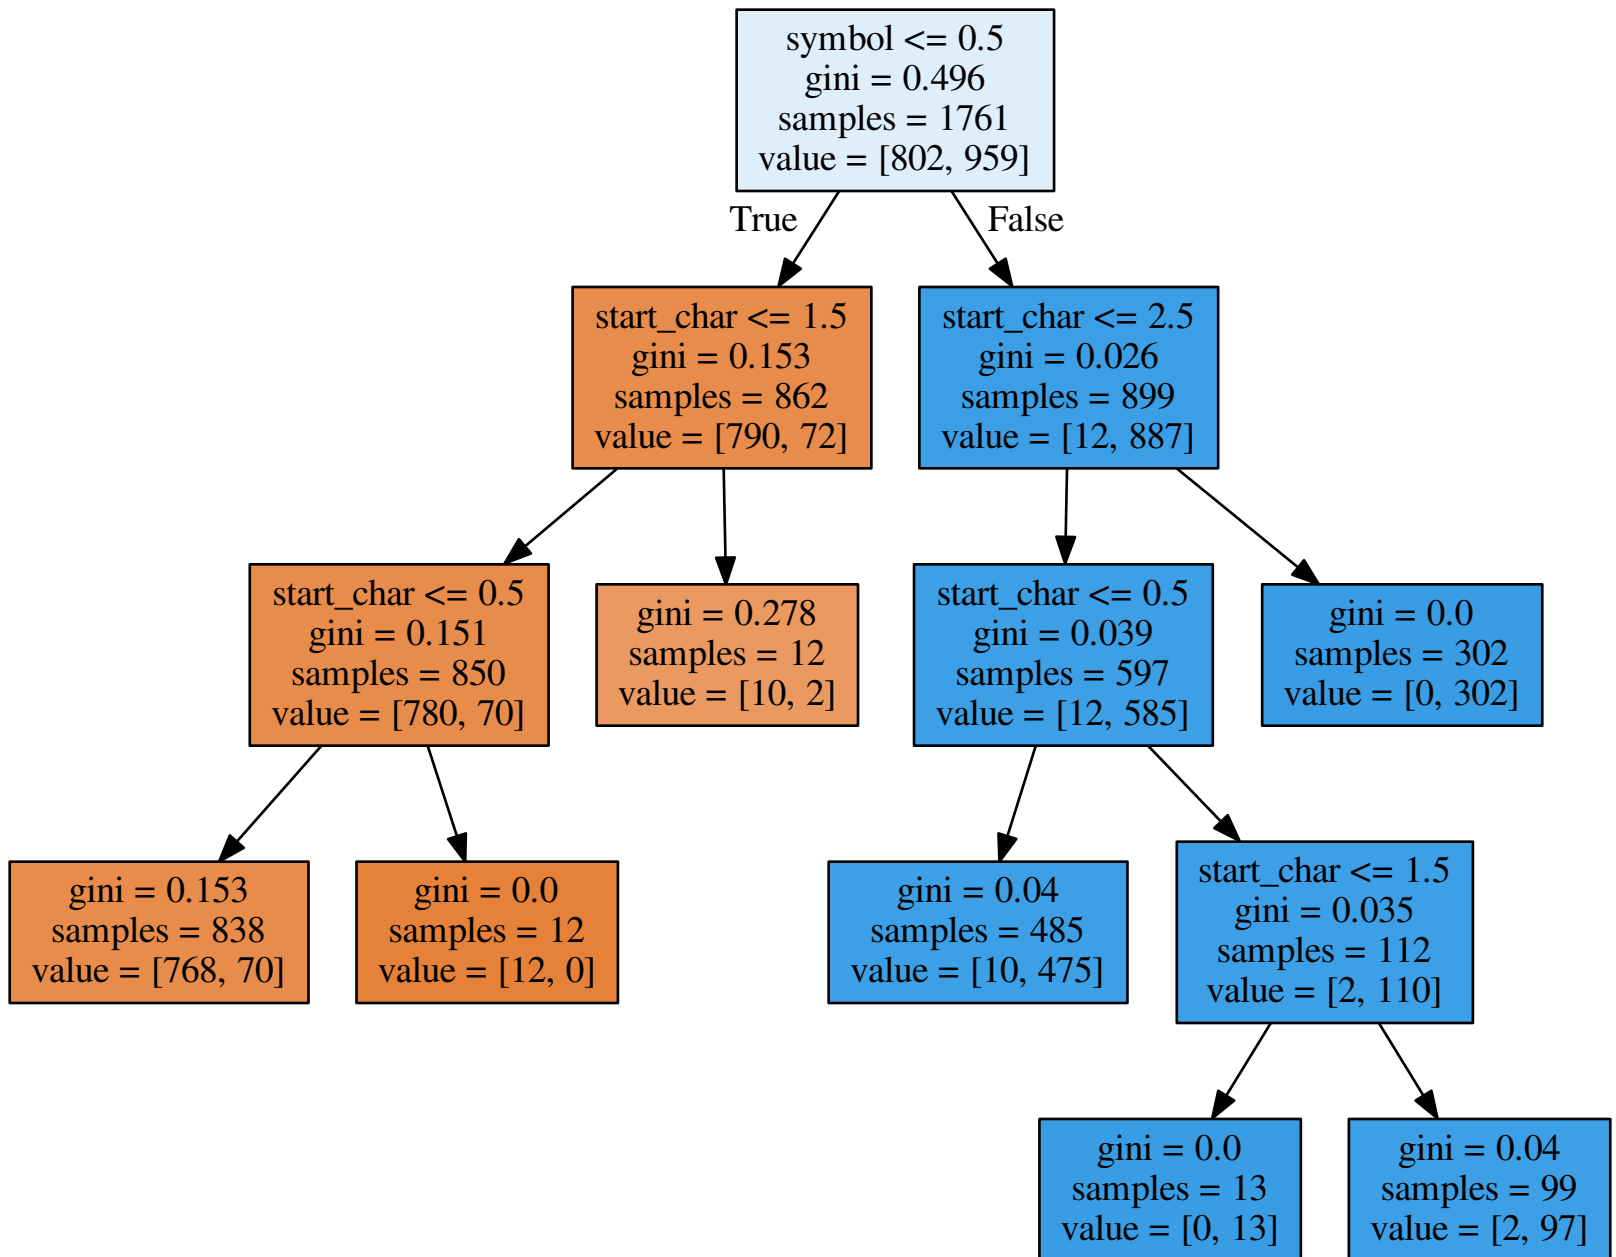 symbol <= 0.5
gini = 0.496
samples = 1761
value = [802, 959]
True
False
start_char <= 1.5
gini = 0.153
samples = 862
value = [790, 72]
start_char <= 2.5
gini = 0.026
samples = 899
value = [12, 887]
start_char <= 0.5
gini = 0.151
samples = 850
value = [780, 70]
gini = 0.278
samples = 12
value = [10, 2]
start_char <= 0.5
gini = 0.039
samples = 597
value = [12, 585]
gini = 0.0
samples = 302
value = [0, 302]
gini = 0.153
samples = 838
value = [768, 70]
gini = 0.0
samples = 12
value = [12, 0]
gini = 0.04
samples = 485
value = [10, 475]
start_char <= 1.5
gini = 0.035
samples = 112
value = [2, 110]
gini = 0.0
samples = 13
value = [0, 13]
gini = 0.04
samples = 99
value = [2, 97]